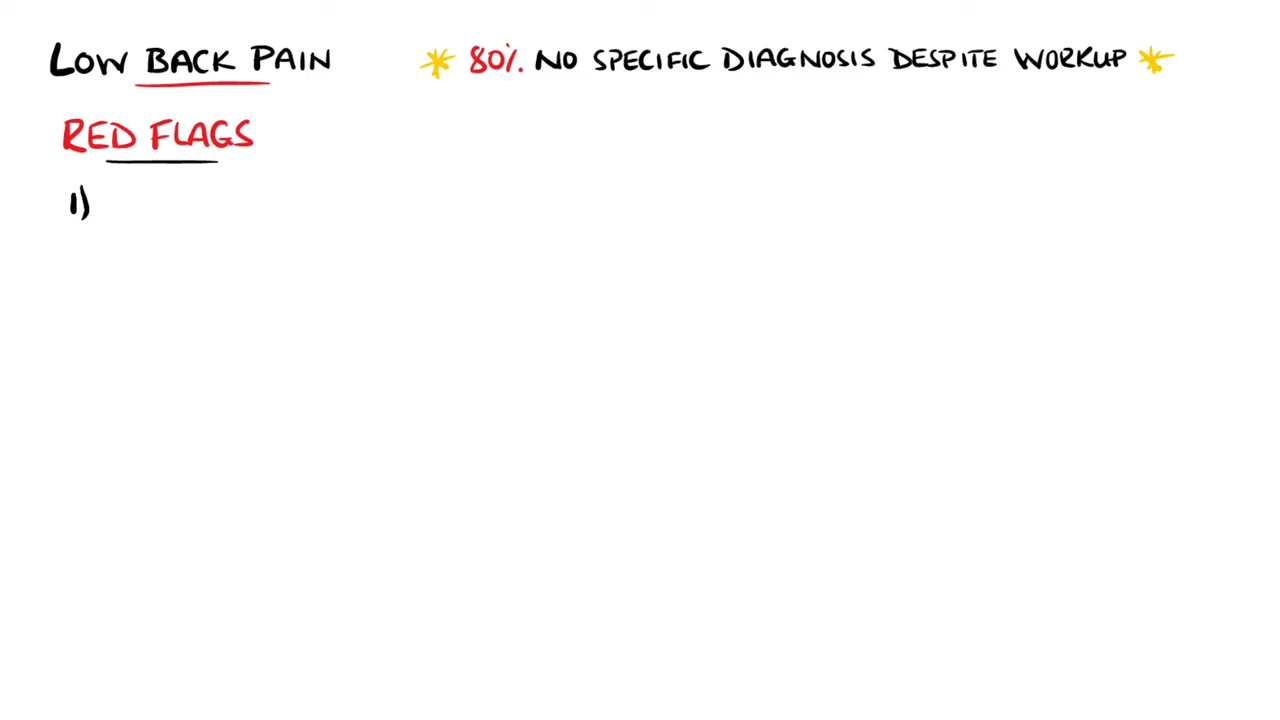 LOW BACK PAIN
* 80% NO SPECIFIC DIAGNOSIS DESPITE WORKUP *
RED FLAGS
1)